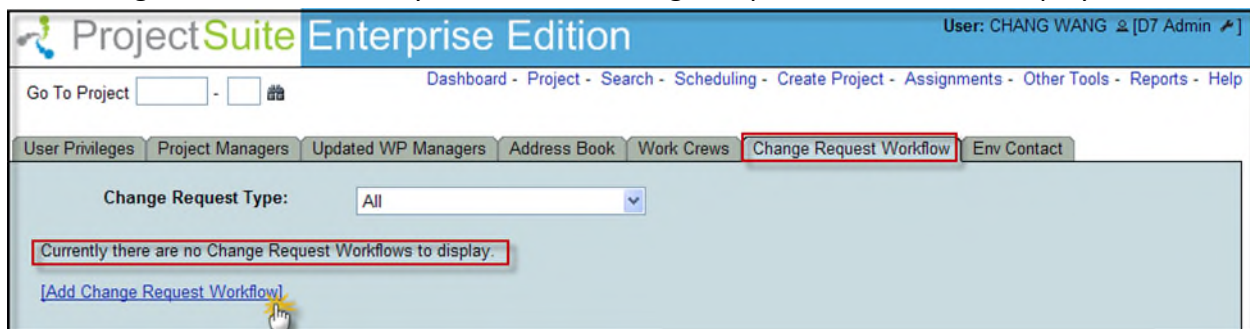 ProjectSuite Enterprise Edition
User: CHANG WANG [D7 Admin ]
Go To Project -
Dashboard - Project - Search - Scheduling - Create Project - Assignments - Other Tools - Reports - Help
User Privileges Project Managers Updated WP Managers Address Book Work Crews Change Request Workflow Env Contact
Change Request Type: All
Currently there are no Change Request Workflows to display.
[Add Change Request Workflow]